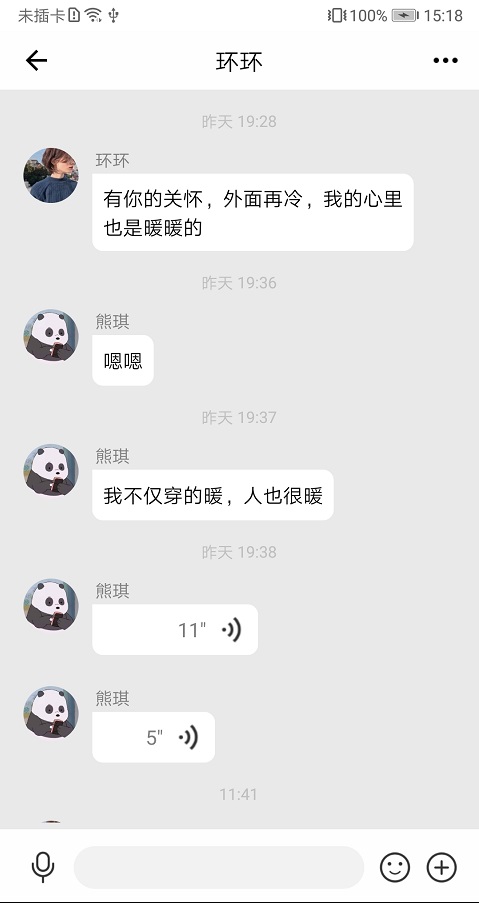 未插卡 100% 15:18
环环
昨天 19:28
环环
有你的关怀，外面再冷，我的心里
也是暖暖的
昨天 19:36
熊琪
嗯嗯
昨天 19:37
熊琪
我不仅穿的暖，人也很暖
昨天 19:38
熊琪
11"
熊琪
5"
11:41